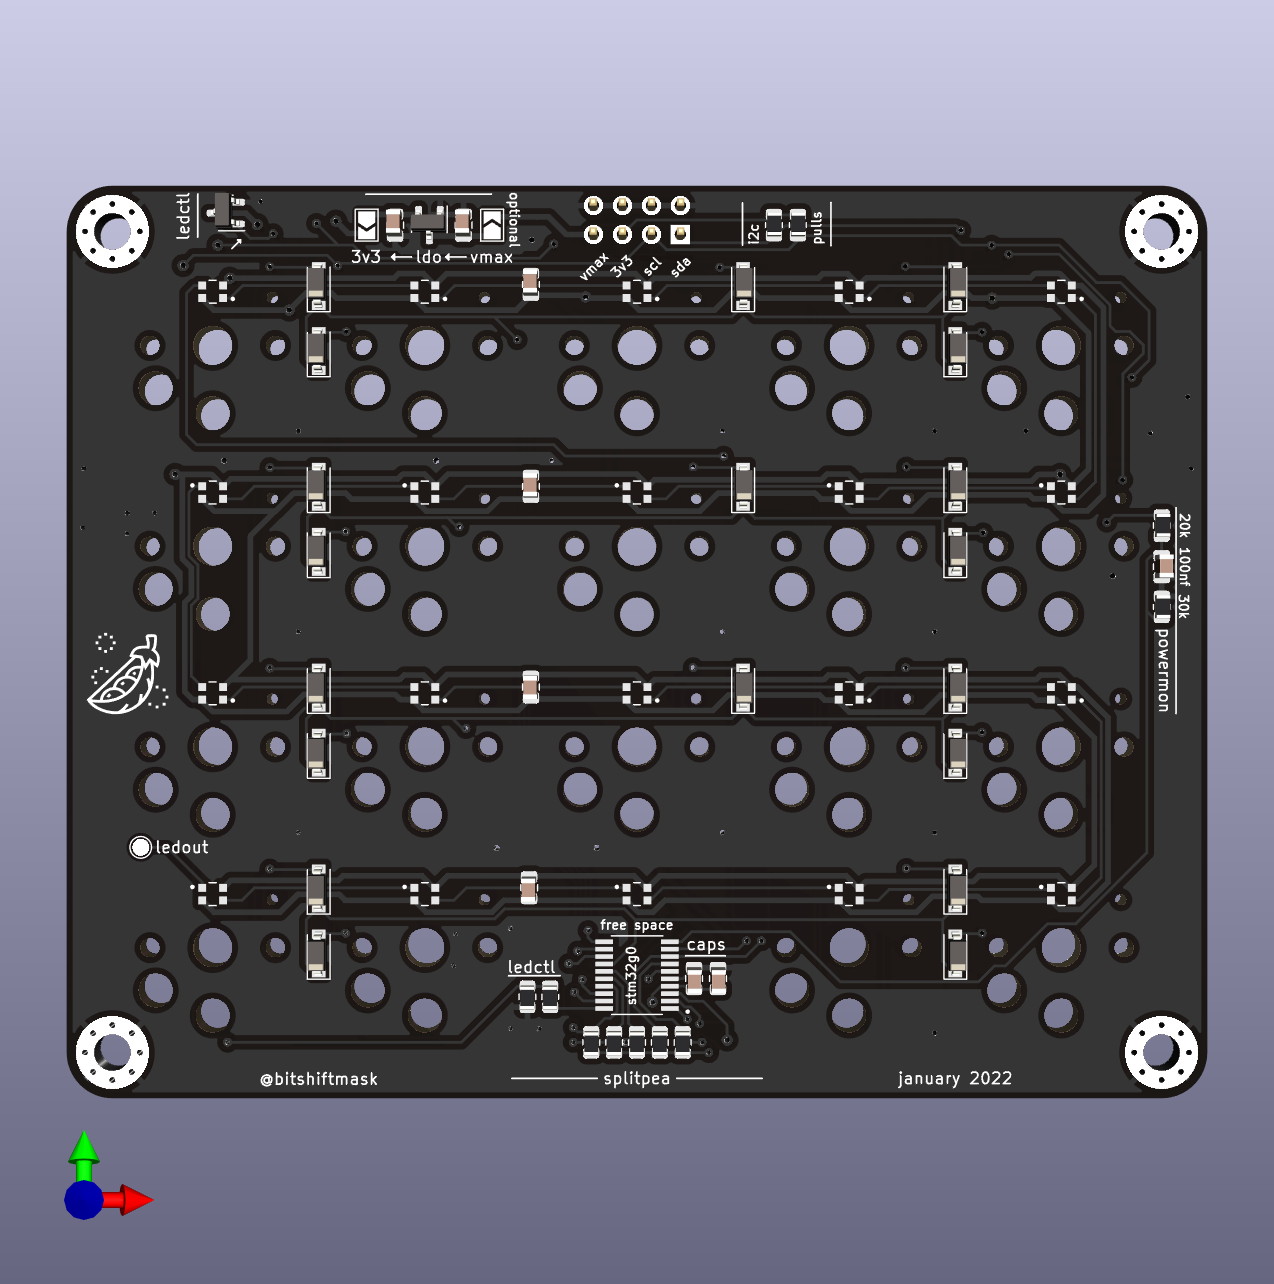 ledctl
optional
3v3 ← ldo ← vmax
vmax
3v3
scl
sda
i2c
pulls
20k 100nf 30k
powermon
ledout
free space
stm32g0
caps
ledctl
@bitshiftmask
splitpea
january 2022